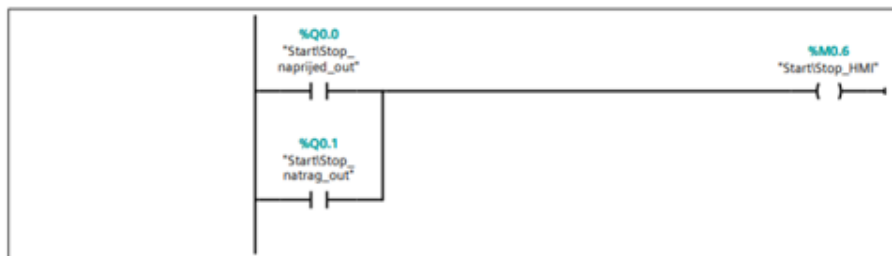 %Q0.0
"Start\Stop_
naprijed_out"
%M0.6
"Start\Stop_HMI"
%Q0.1
"Start\Stop_
natrag_out"